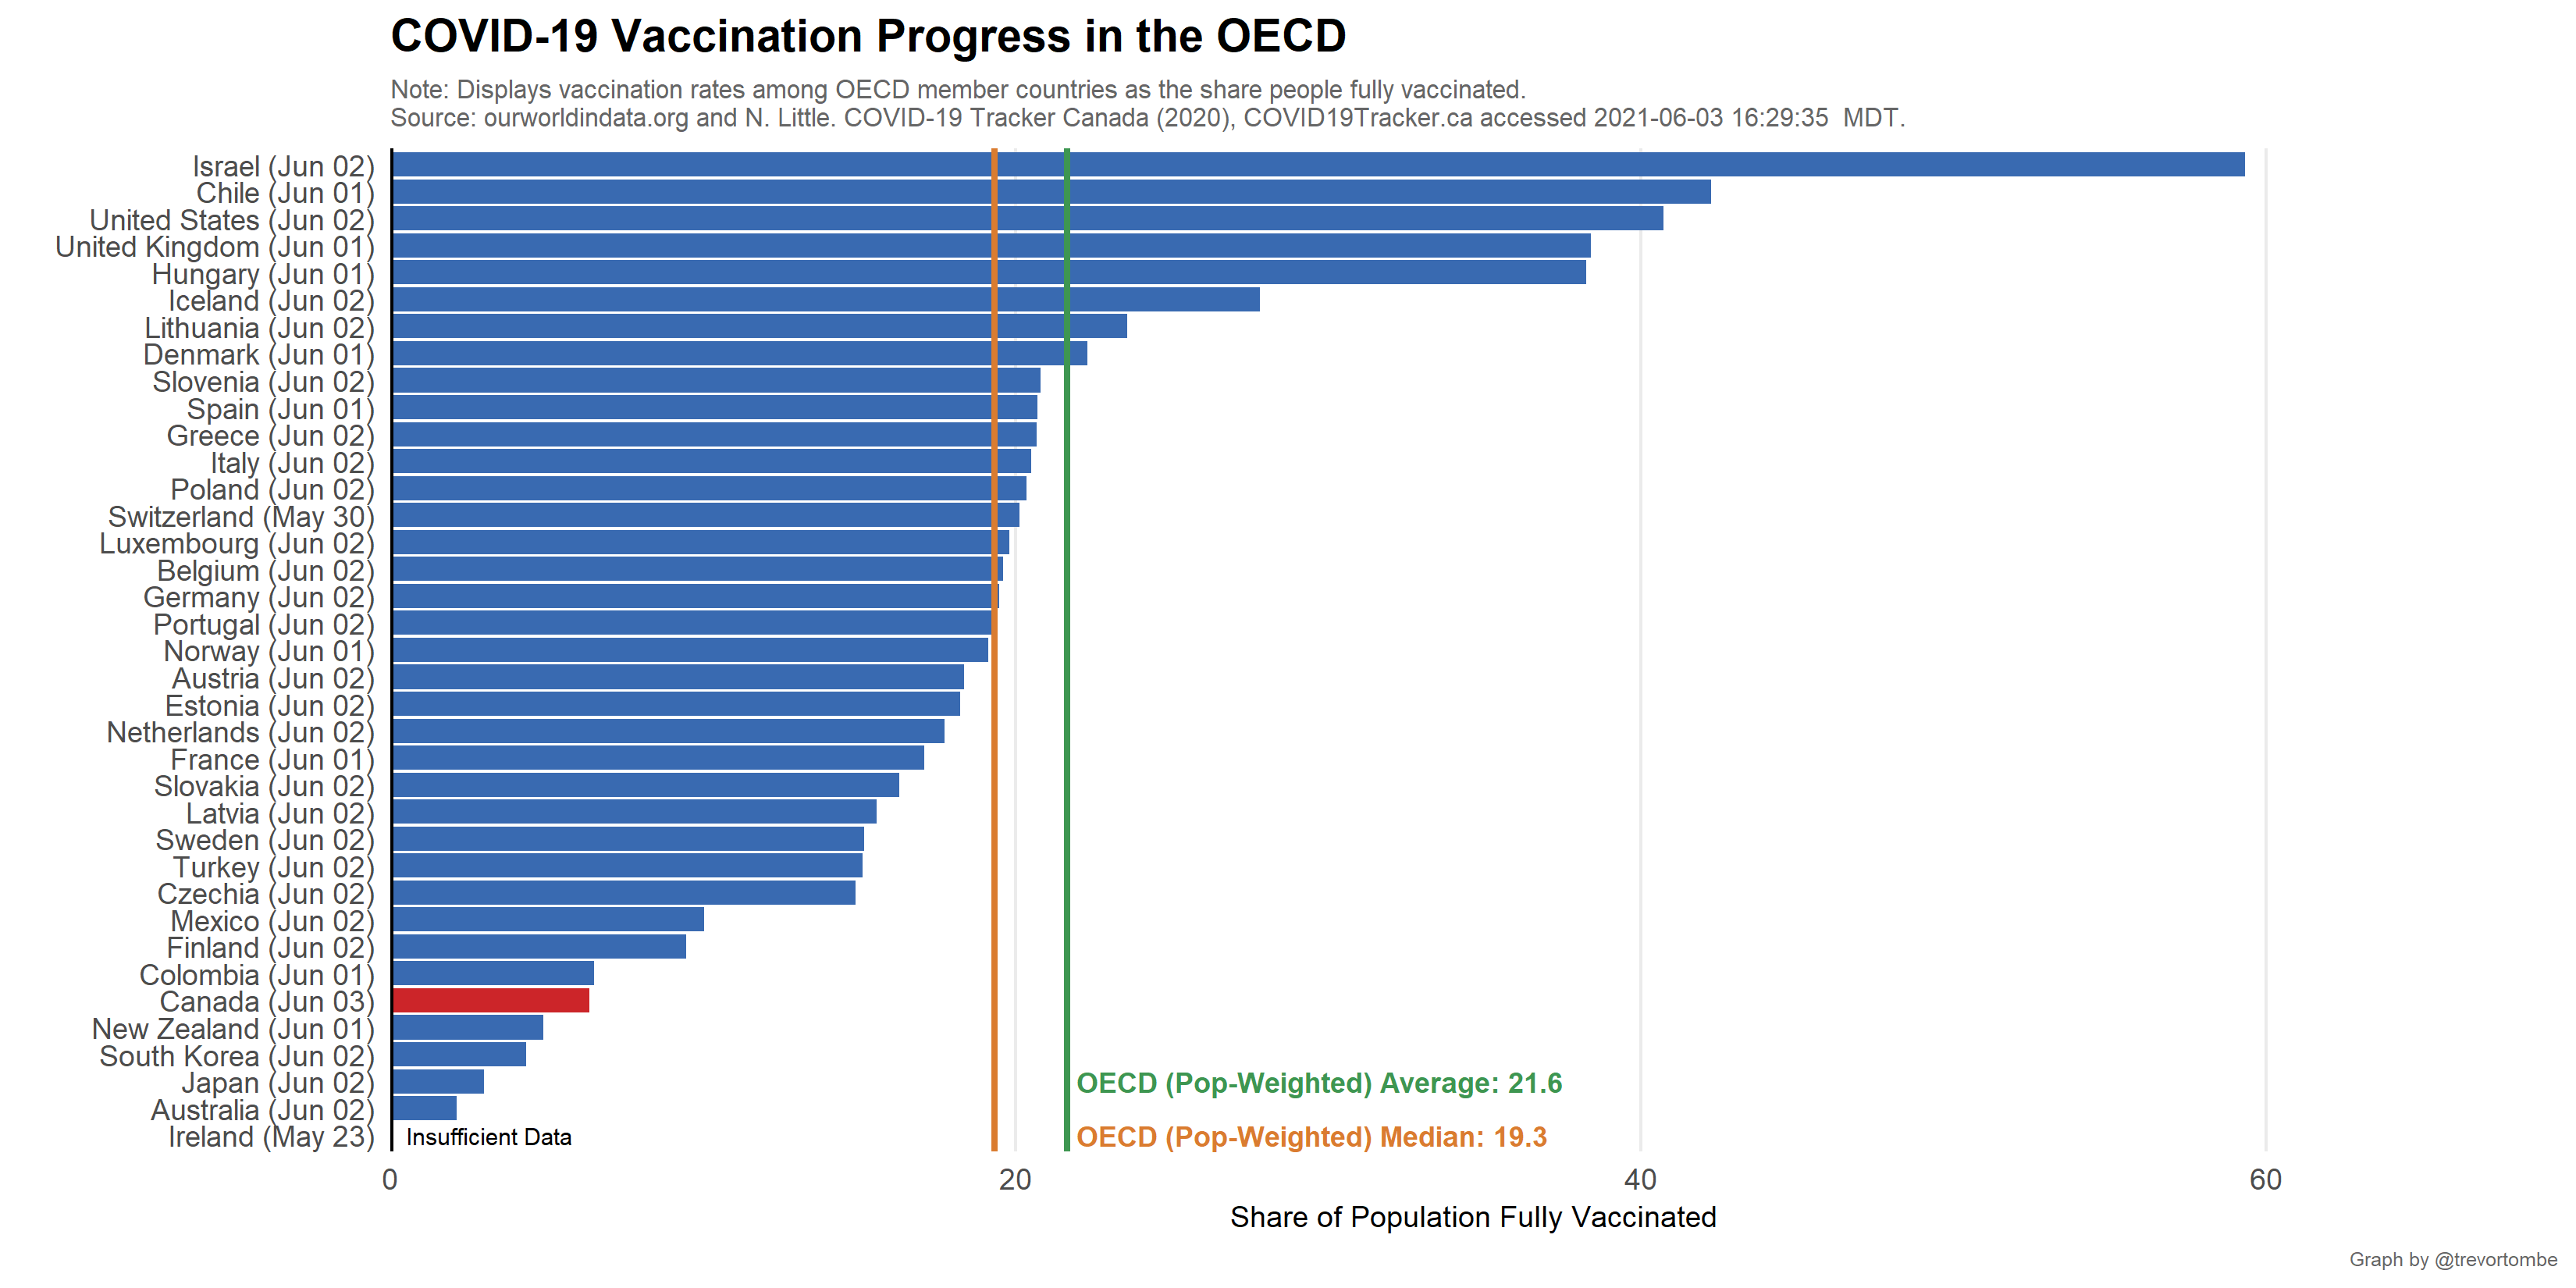 COVID-19 Vaccination Progress in the OECD
Note: Displays vaccination rates among OECD member countries as the share people fully vaccinated.
Source: ourworldindata.org and N. Little. COVID-19 Tracker Canada (2020), COVID19Tracker.ca accessed 2021-06-03 16:29:35  MDT.
Israel (Jun 02)
Chile (Jun 01)
United States (Jun 02)
United Kingdom (Jun 01)
Hungary (Jun 01)
Iceland (Jun 02)
Lithuania (Jun 02)
Denmark (Jun 01)
Slovenia (Jun 02)
Spain (Jun 01)
Greece (Jun 02)
Italy (Jun 02)
Poland (Jun 02)
Switzerland (May 30)
Luxembourg (Jun 02)
Belgium (Jun 02)
Germany (Jun 02)
Portugal (Jun 02)
Norway (Jun 01)
Austria (Jun 02)
Estonia (Jun 02)
Netherlands (Jun 02)
France (Jun 01)
Slovakia (Jun 02)
Latvia (Jun 02)
Sweden (Jun 02)
Turkey (Jun 02)
Czechia (Jun 02)
Mexico (Jun 02)
Finland (Jun 02)
Colombia (Jun 01)
Canada (Jun 03)
New Zealand (Jun 01)
South Korea (Jun 02)
Japan (Jun 02)
OECD (Pop-Weighted) Average: 21.6
Australia (Jun 02)
Ireland (May 23)
Insufficient Data
OECD (Pop-Weighted) Median: 19.3
0 20 40 60
Share of Population Fully Vaccinated
Graph by @trevortombe